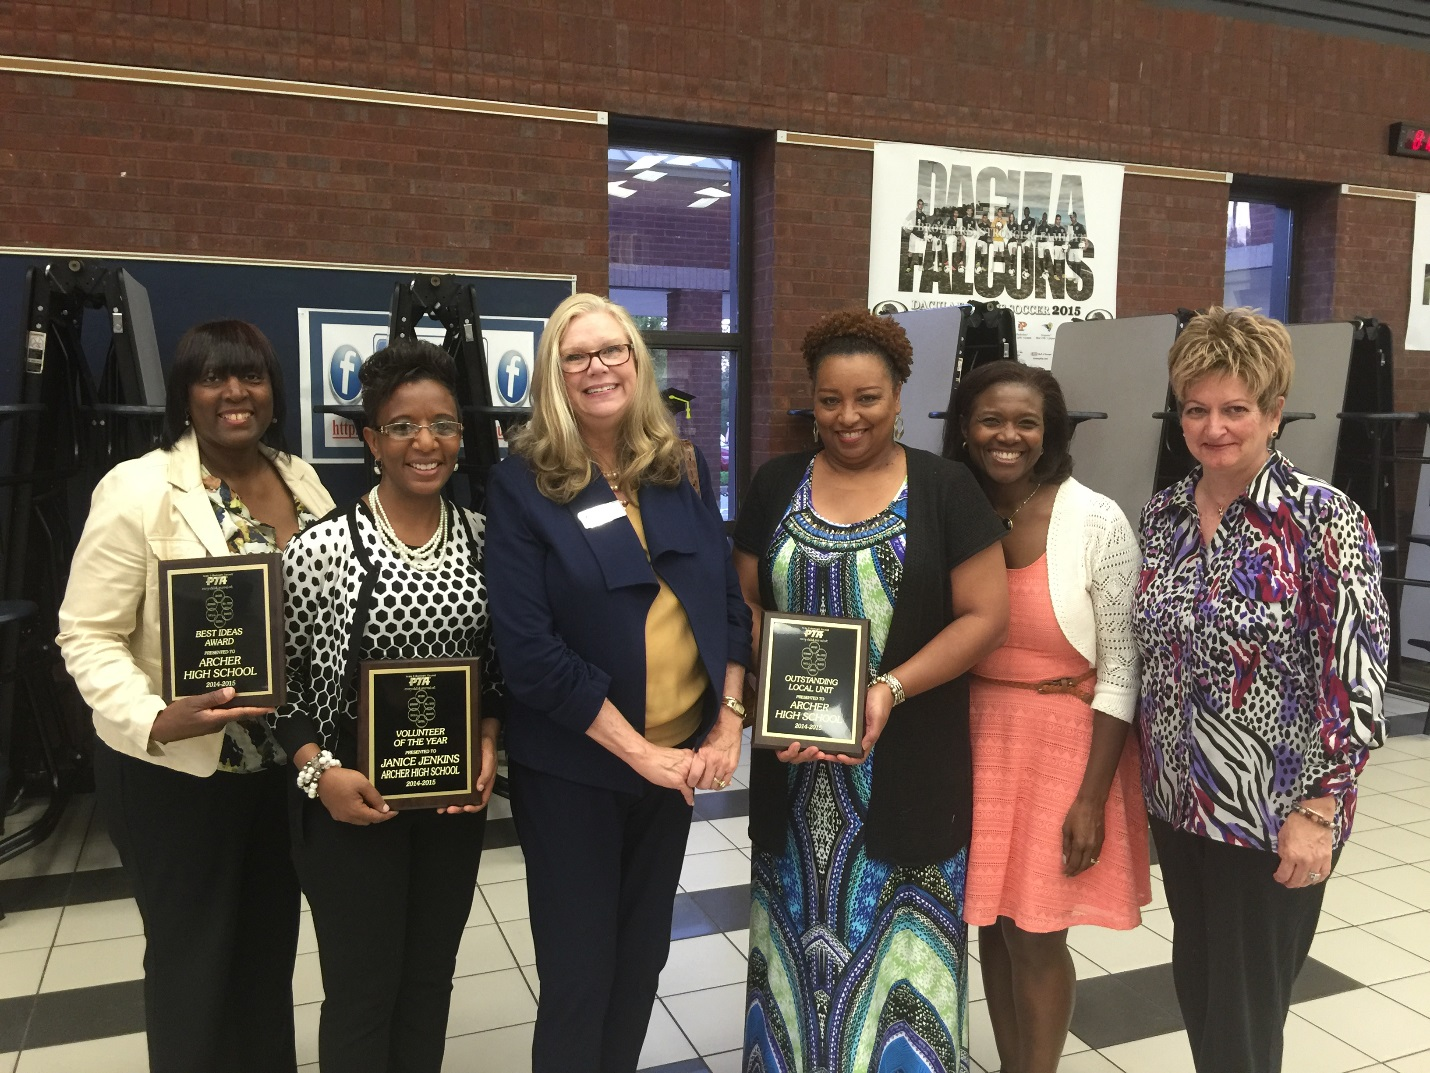 DACULA
FALCONS
SOCCER 2015
f
f
http
PTA
BEST IDEAS
AWARD
PRESENTED TO
ARCHER
HIGH SCHOOL
2014-2015
PTA
VOLUNTEER
OF THE YEAR
PRESENTED TO
JANICE JENKINS
ARCHER HIGH SCHOOL
2014-2015
PTA
OUTSTANDING
LOCAL UNIT
PRESENTED TO
ARCHER
HIGH SCHOOL
2014-2015